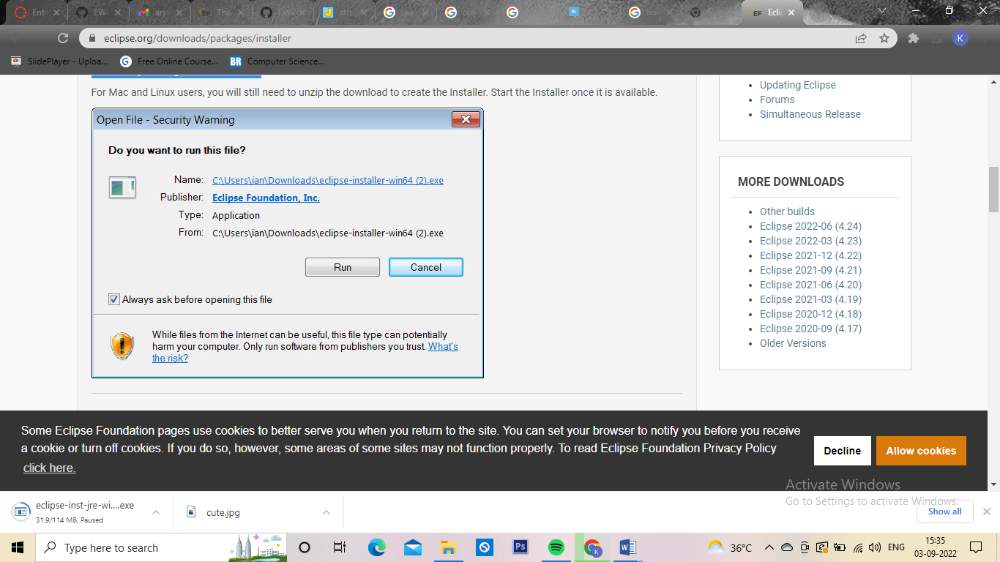 Ent
EW
arra
Tha
EW
stri
use
cut
ho
Ecli
eclipse.org/downloads/packages/installer
K
SlidePlayer - Uploa...
Free Online Course...
BR Computer Science...
For Mac and Linux users, you will still need to unzip the download to create the Installer. Start the Installer once it is available.
Open File - Security Warning
Do you want to run this file?
Name: C:\Users\ian\Downloads\eclipse-installer-win64 (2).exe
Publisher: Eclipse Foundation, Inc.
Type: Application
From: C:\Users\ian\Downloads\eclipse-installer-win64 (2).exe
Run
Cancel
Always ask before opening this file
While files from the Internet can be useful, this file type can potentially
harm your computer. Only run software from publishers you trust. What's
the risk?
Updating Eclipse
Forums
Simultaneous Release
MORE DOWNLOADS
Other builds
Eclipse 2022-06 (4.24)
Eclipse 2022-03 (4.23)
Eclipse 2021-12 (4.22)
Eclipse 2021-09 (4.21)
Eclipse 2021-06 (4.20)
Eclipse 2021-03 (4.19)
Eclipse 2020-12 (4.18)
Eclipse 2020-09 (4.17)
Older Versions
Some Eclipse Foundation pages use cookies to better serve you when you return to the site. You can set your browser to notify you before you receive
a cookie or turn off cookies. If you do so, however, some areas of some sites may not function properly. To read Eclipse Foundation Privacy Policy
click here.
Decline
Allow cookies
Activate Windows
Go to Settings to activate Windows.
eclipse-inst-jre-wi....exe
31.9/114 MB, Paused
cute.jpg
Show all
Type here to search
Ps
K
36°C
ENG
15:35
03-09-2022